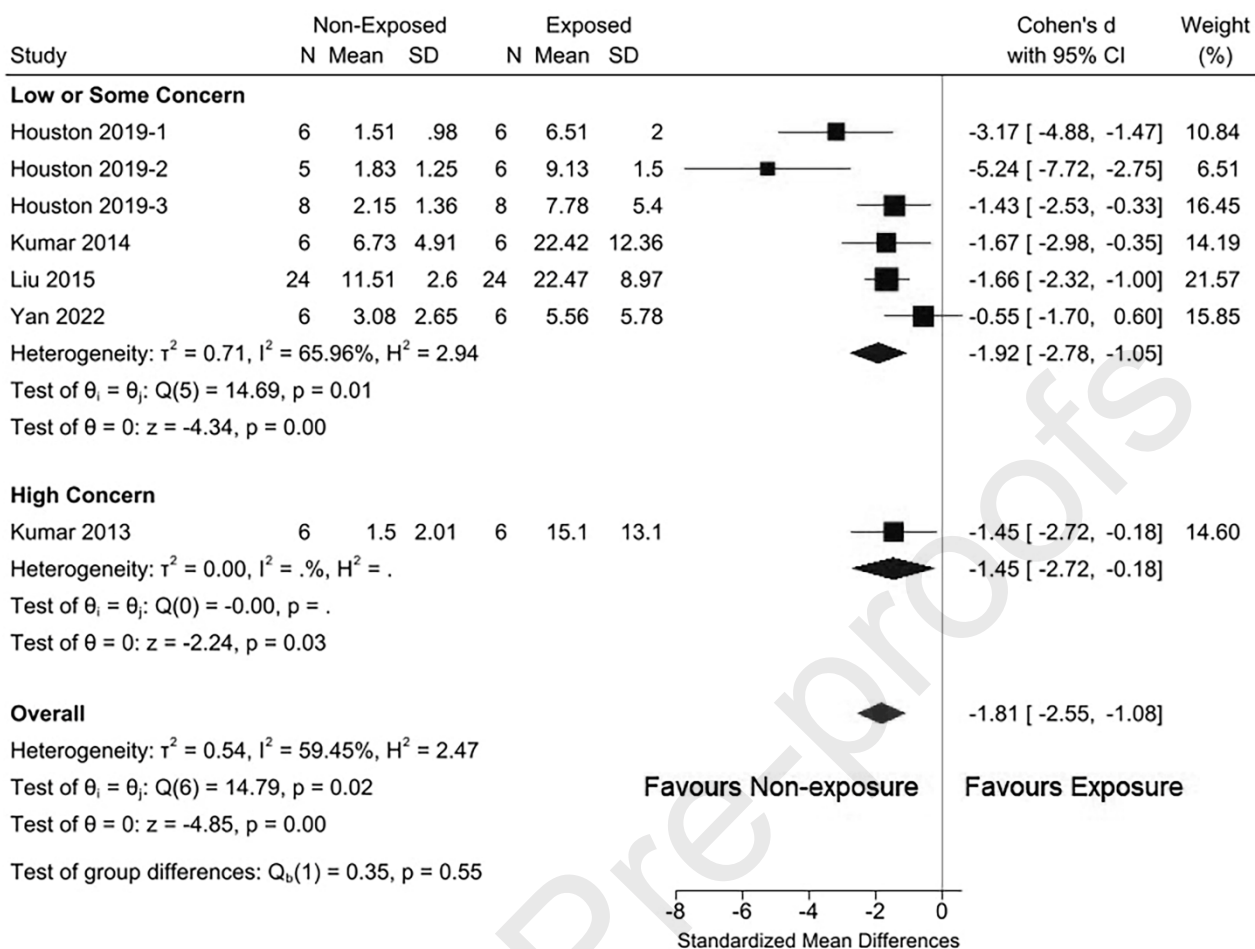 Non-Exposed Exposed Cohen's d Weight
Study N Mean SD N Mean SD with 95% CI (%)
Low or Some Concern
Houston 2019-1 6 1.51 .98 6 6.51 2 -3.17 [ -4.88, -1.47] 10.84
Houston 2019-2 5 1.83 1.25 6 9.13 1.5 -5.24 [ -7.72, -2.75] 6.51
Houston 2019-3 8 2.15 1.36 8 7.78 5.4 -1.43 [ -2.53, -0.33] 16.45
Kumar 2014 6 6.73 4.91 6 22.42 12.36 -1.67 [ -2.98, -0.35] 14.19
Liu 2015 24 11.51 2.6 24 22.47 8.97 -1.66 [ -2.32, -1.00] 21.57
Yan 2022 6 3.08 2.65 6 5.56 5.78 -0.55 [ -1.70, 0.60] 15.85
Heterogeneity: τ² = 0.71, I² = 65.96%, H² = 2.94 -1.92 [ -2.78, -1.05]
Test of θᵢ = θⱼ: Q(5) = 14.69, p = 0.01
Test of θ = 0: z = -4.34, p = 0.00
High Concern
Kumar 2013 6 1.5 2.01 6 15.1 13.1 -1.45 [ -2.72, -0.18] 14.60
Heterogeneity: τ² = 0.00, I² = .%, H² = . -1.45 [ -2.72, -0.18]
Test of θᵢ = θⱼ: Q(0) = -0.00, p = .
Test of θ = 0: z = -2.24, p = 0.03
Overall -1.81 [ -2.55, -1.08]
Heterogeneity: τ² = 0.54, I² = 59.45%, H² = 2.47
Test of θᵢ = θⱼ: Q(6) = 14.79, p = 0.02
Favours Non-exposure Favours Exposure
Test of θ = 0: z = -4.85, p = 0.00
Test of group differences: Q_b(1) = 0.35, p = 0.55
-8 -6 -4 -2 0
Standardized Mean Differences
Pre-proofs